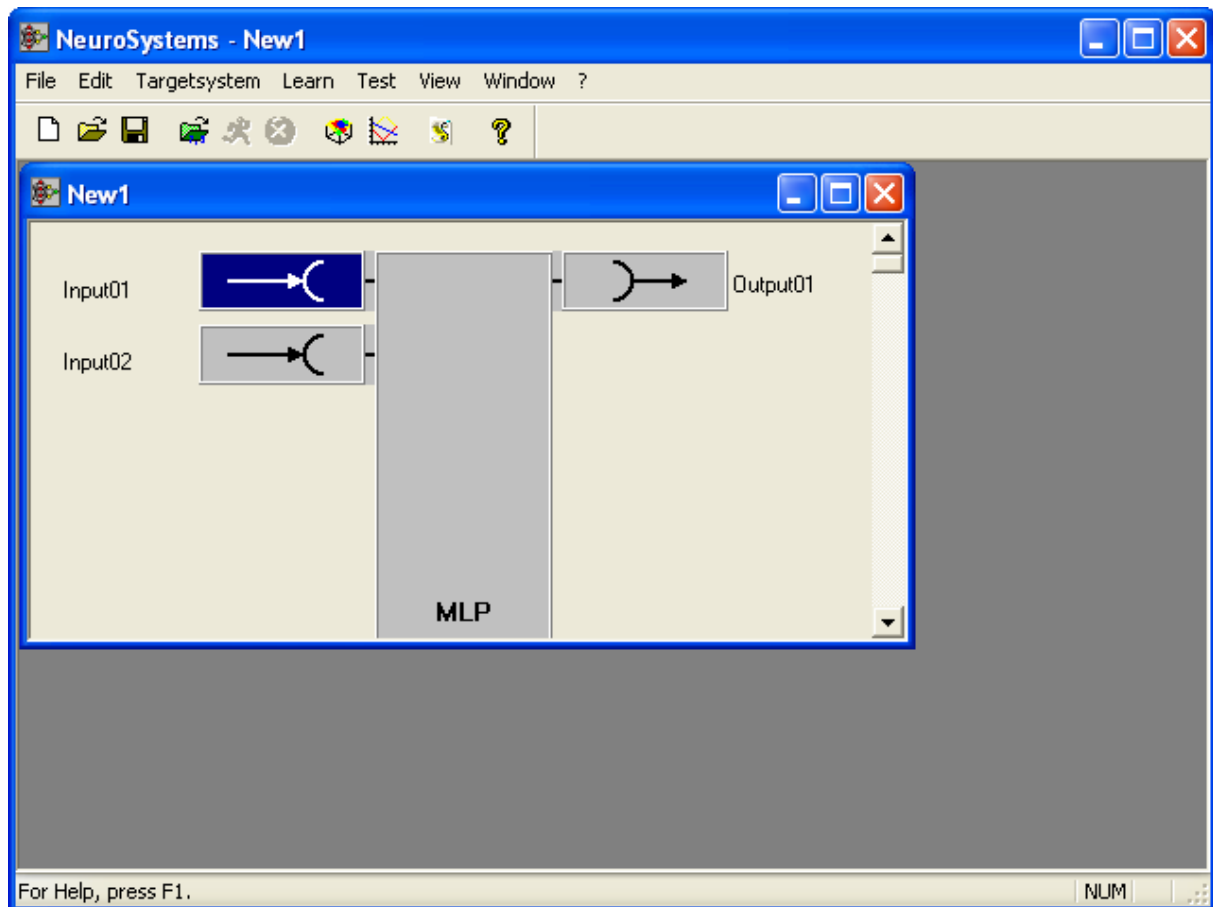 NeuroSystems - New1
File Edit Targetsystem Learn Test View Window ?
New1
Input01
Output01
Input02
MLP
For Help, press F1.
NUM